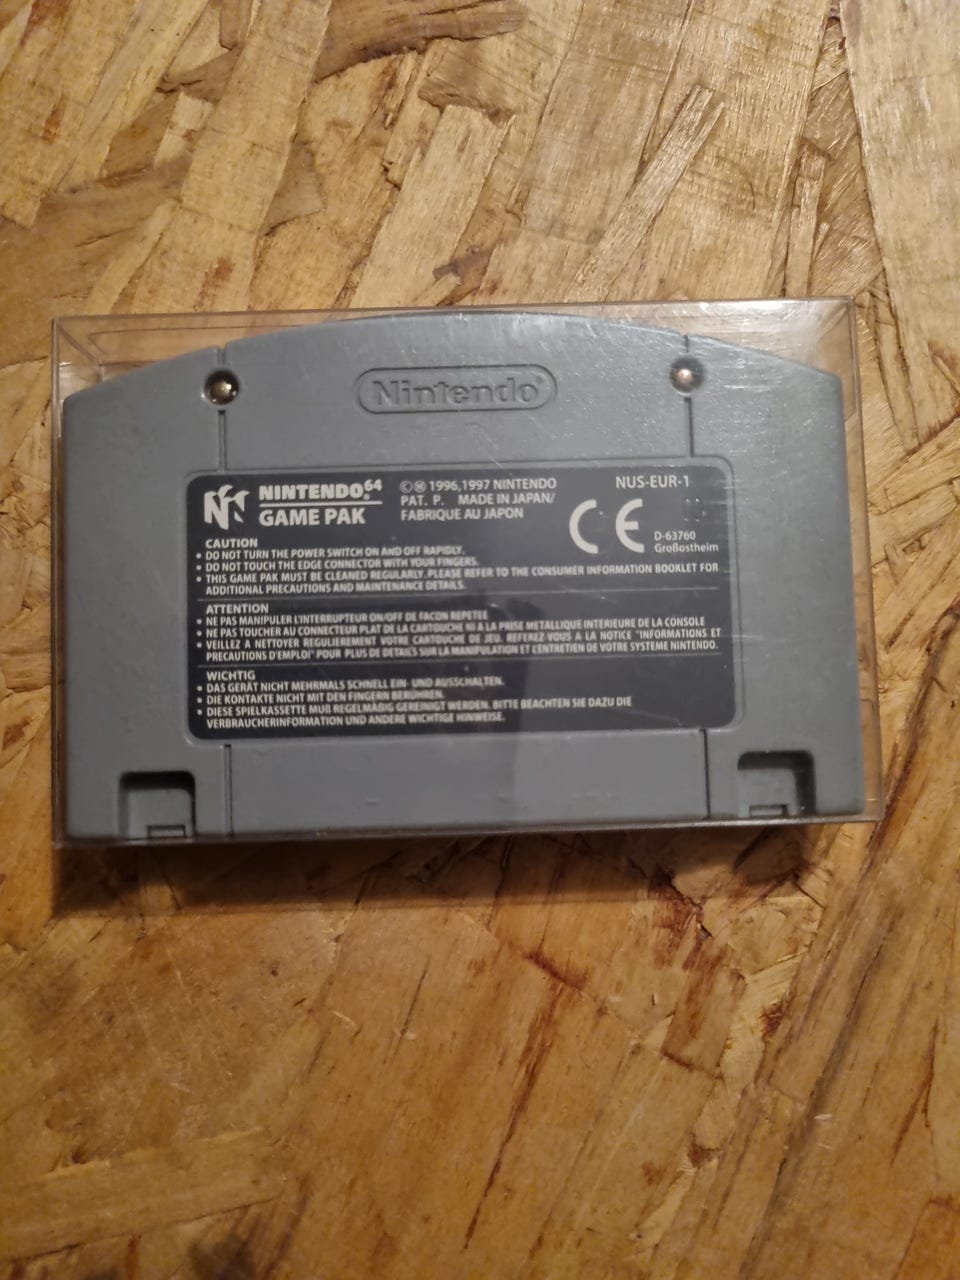 Nintendo®
NINTENDO64
GAME PAK
©Ⓜ 1996,1997 NINTENDO
PAT. P. MADE IN JAPAN/
FABRIQUE AU JAPON
NUS-EUR-1
CE
D-63760
Großostheim
CAUTION
• DO NOT TURN THE POWER SWITCH ON AND OFF RAPIDLY.
• DO NOT TOUCH THE EDGE CONNECTOR WITH YOUR FINGERS.
• THIS GAME PAK MUST BE CLEANED REGULARLY. PLEASE REFER TO THE CONSUMER INFORMATION BOOKLET FOR
ADDITIONAL PRECAUTIONS AND MAINTENANCE DETAILS.
ATTENTION
• NE PAS MANIPULER L'INTERRUPTEUR ON/OFF DE FACON REPETEE
• NE PAS TOUCHER AU CONNECTEUR PLAT DE LA CARTOUCHE NI A LA PRISE METALLIQUE INTERIEURE DE LA CONSOLE
• VEILLEZ A NETTOYER REGULIEREMENT VOTRE CARTOUCHE DE JEU. REFEREZ-VOUS A LA NOTICE "INFORMATIONS ET
PRECAUTIONS D'EMPLOI" POUR PLUS DE DETAILS SUR LA MANIPULATION ET L'ENTRETIEN DE VOTRE SYSTEME NINTENDO.
WICHTIG
• DAS GERÄT NICHT MEHRMALS SCHNELL EIN- UND AUSSCHALTEN.
• DIE KONTAKTE NICHT MIT DEN FINGERN BERÜHREN.
• DIESE SPIELKASSETTE MUß REGELMÄßIG GEREINIGT WERDEN. BITTE BEACHTEN SIE DAZU DIE
VERBRAUCHERINFORMATION UND ANDERE WICHTIGE HINWEISE.